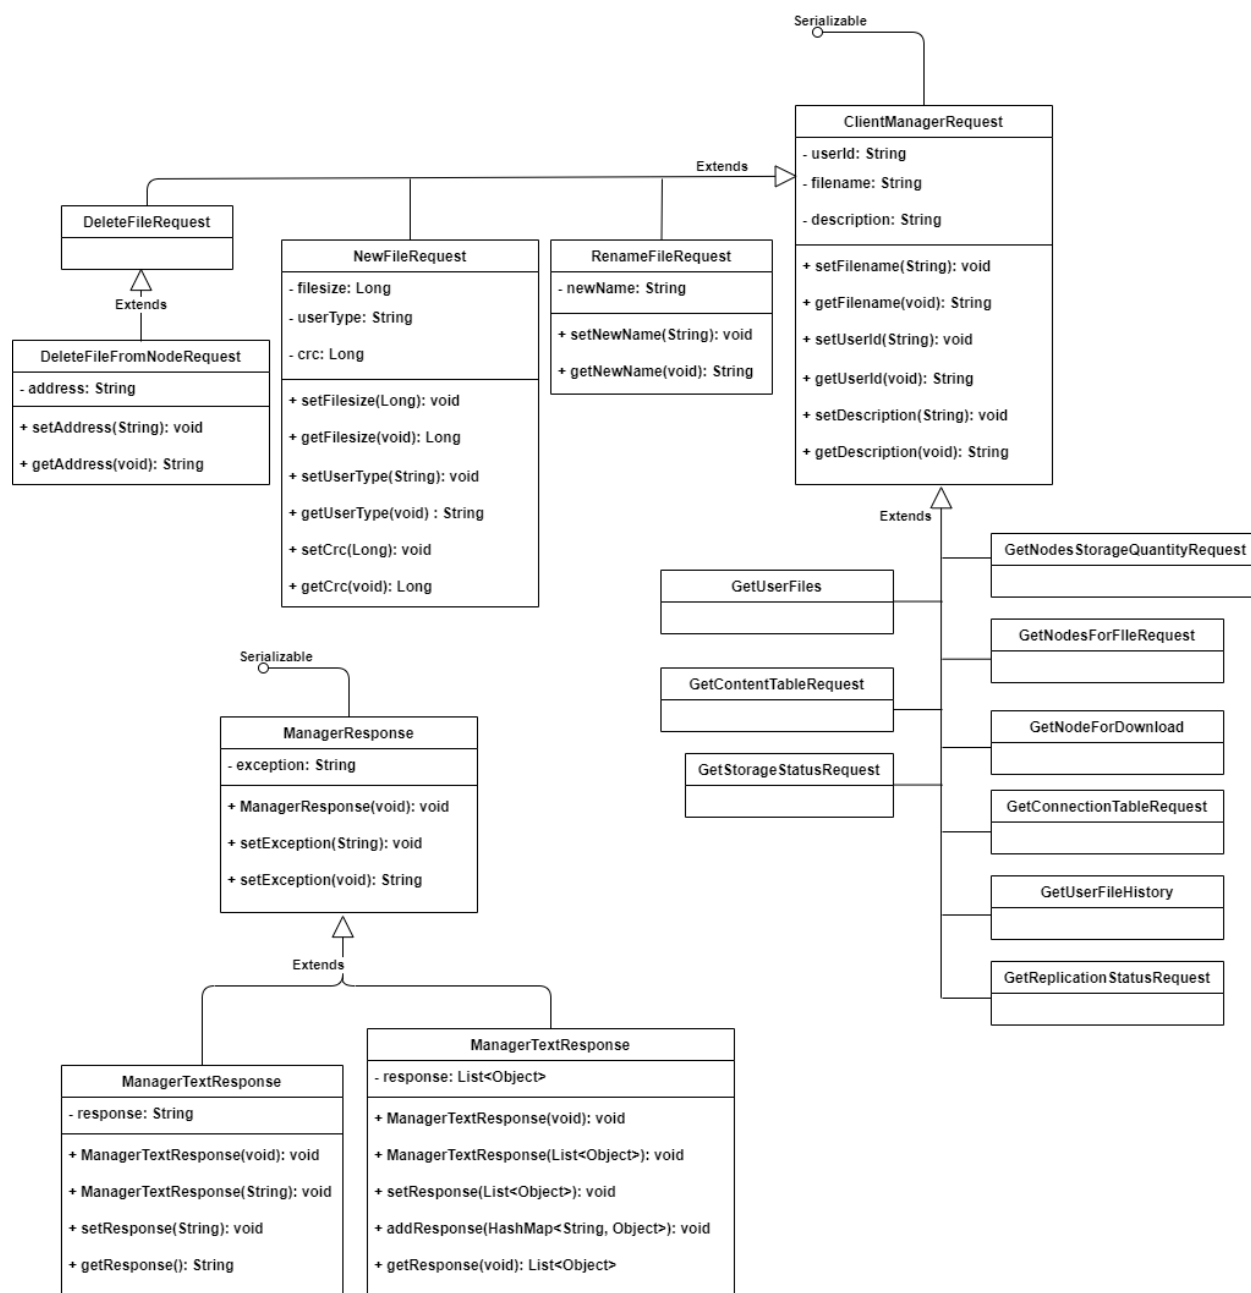 Serializable
ClientManagerRequest
- userId: String
- filename: String
- description: String
+ setFilename(String): void
+ getFilename(void): String
+ setUserId(String): void
+ getUserId(void): String
+ setDescription(String): void
+ getDescription(void): String
Extends
DeleteFileRequest
Extends
DeleteFileFromNodeRequest
- address: String
+ setAddress(String): void
+ getAddress(void): String
NewFileRequest
- filesize: Long
- userType: String
- crc: Long
+ setFilesize(Long): void
+ getFilesize(void): Long
+ setUserType(String): void
+ getUserType(void) : String
+ setCrc(Long): void
+ getCrc(void): Long
RenameFileRequest
- newName: String
+ setNewName(String): void
+ getNewName(void): String
Extends
GetUserFiles
GetContentTableRequest
GetStorageStatusRequest
GetNodesStorageQuantityRequest
GetNodesForFIleRequest
GetNodeForDownload
GetConnectionTableRequest
GetUserFileHistory
GetReplicationStatusRequest
Serializable
ManagerResponse
- exception: String
+ ManagerResponse(void): void
+ setException(String): void
+ setException(void): String
Extends
ManagerTextResponse
- response: String
+ ManagerTextResponse(void): void
+ ManagerTextResponse(String): void
+ setResponse(String): void
+ getResponse(): String
ManagerTextResponse
- response: List<Object>
+ ManagerTextResponse(void): void
+ ManagerTextResponse(List<Object>): void
+ setResponse(List<Object>): void
+ addResponse(HashMap<String, Object>): void
+ getResponse(void): List<Object>